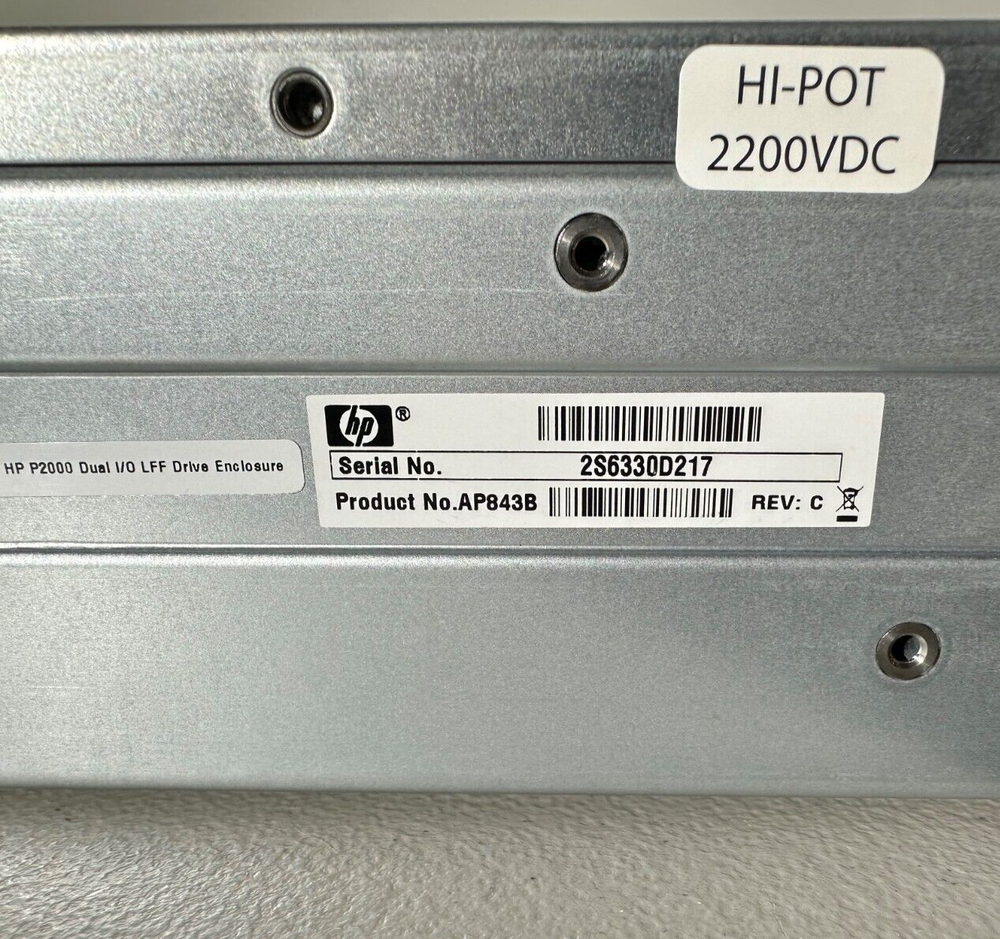 HI-POT
2200VDC
hp®
HP P2000 Dual I/O LFF Drive Enclosure
Serial No. 2S6330D217
Product No.AP843B REV: C